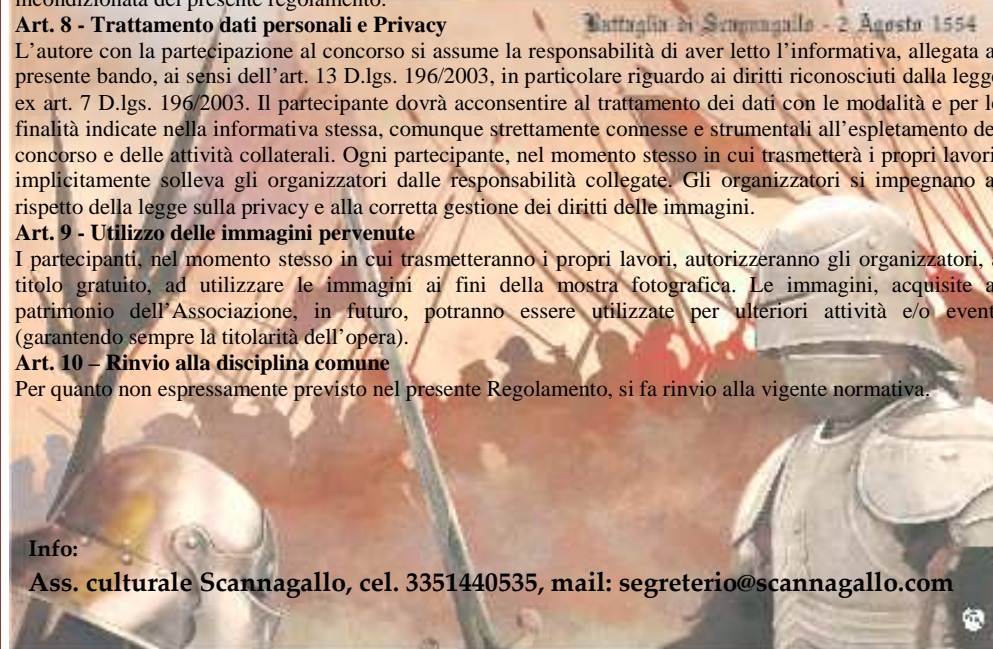 incondizionata del presente regolamento.
Art. 8 - Trattamento dati personali e Privacy
Battaglia di Scannagallo - 2 Agosto 1554
L’autore con la partecipazione al concorso si assume la responsabilità di aver letto l’informativa, allegata a
presente bando, ai sensi dell’art. 13 D.lgs. 196/2003, in particolare riguardo ai diritti riconosciuti dalla legge
ex art. 7 D.lgs. 196/2003. Il partecipante dovrà acconsentire al trattamento dei dati con le modalità e per le
finalità indicate nella informativa stessa, comunque strettamente connesse e strumentali all’espletamento de
concorso e delle attività collaterali. Ogni partecipante, nel momento stesso in cui trasmetterà i propri lavori
implicitamente solleva gli organizzatori dalle responsabilità collegate. Gli organizzatori si impegnano a
rispetto della legge sulla privacy e alla corretta gestione dei diritti delle immagini.
Art. 9 - Utilizzo delle immagini pervenute
I partecipanti, nel momento stesso in cui trasmetteranno i propri lavori, autorizzeranno gli organizzatori, a
titolo gratuito, ad utilizzare le immagini ai fini della mostra fotografica. Le immagini, acquisite a
patrimonio dell’Associazione, in futuro, potranno essere utilizzate per ulteriori attività e/o event
(garantendo sempre la titolarità dell’opera).
Art. 10 – Rinvio alla disciplina comune
Per quanto non espressamente previsto nel presente Regolamento, si fa rinvio alla vigente normativa.
Info:
Ass. culturale Scannagallo, cel. 3351440535, mail: segreterio@scannagallo.com